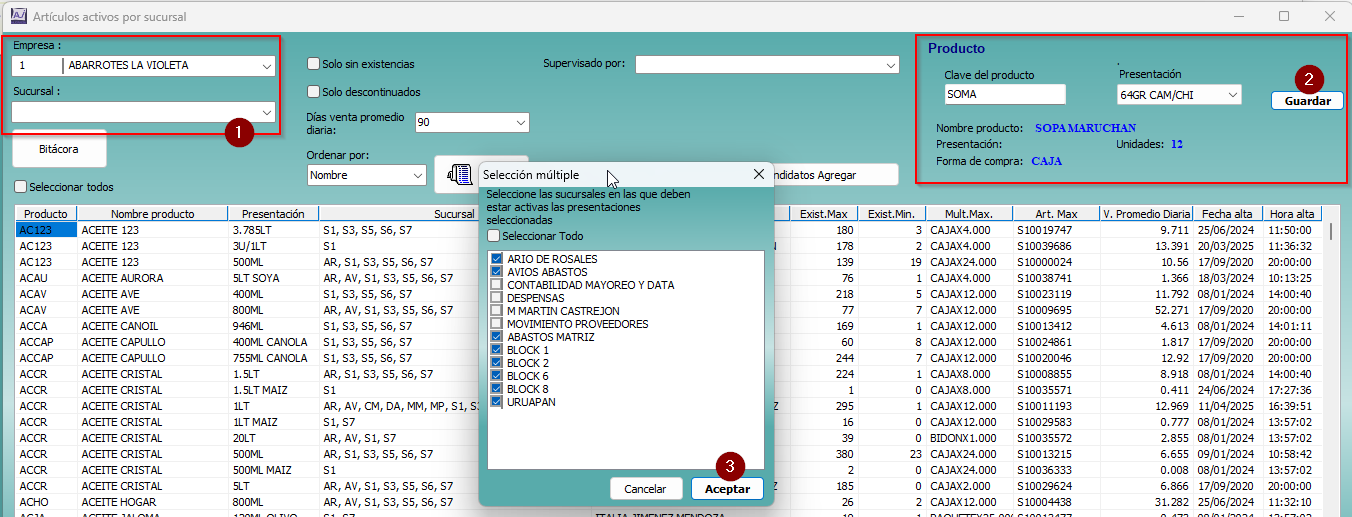 Artículos activos por sucursal
Empresa :
1 ABARROTES LA VIOLETA
Sucursal :
1
Bitácora
Seleccionar todos
Solo sin existencias
Solo descontinuados
Días venta promedio
diaria:
90
Ordenar por:
Nombre
Supervisado por:
ndidatos Agregar
Producto
Clave del producto
SOMA
Presentación
64GR CAM/CHI
2
Guardar
Nombre producto: SOPA MARUCHAN
Presentación: Unidades: 12
Forma de compra: CAJA
Selección múltiple
Seleccione las sucursales en las que deben
estar activas las presentaciones
seleccionadas
Seleccionar Todo
ARIO DE ROSALES
AVIOS ABASTOS
CONTABILIDAD MAYOREO Y DATA
DESPENSAS
M MARTIN CASTREJON
MOVIMIENTO PROVEEDORES
ABASTOS MATRIZ
BLOCK 1
BLOCK 2
BLOCK 6
BLOCK 8
URUAPAN
3
Cancelar Aceptar
Producto Nombre producto Presentación Sucursal Exist.Max Exist.Min. Mult.Max. Art. Max V. Promedio Diaria Fecha alta Hora alta
AC123 ACEITE 123 3.785LT S1, S3, S5, S6, S7 180 3 CAJAX4.000 S10019747 9.711 25/06/2024 11:50:00
AC123 ACEITE 123 3U/1LT S1, S3, S5, S6, S7 N 178 2 CAJAX4.000 S10039686 13.391 20/03/2025 11:36:32
AC123 ACEITE 123 500ML AR, S1, S3, S5, S6, S7 139 19 CAJAX24.000 S10000024 10.56 17/09/2020 20:00:00
ACAU ACEITE AURORA 5LT SOYA AR, AV, S1, S3, S5, S6, S7 76 1 CAJAX4.000 S10038741 1.366 18/03/2024 10:13:25
ACAV ACEITE AVE 400ML S1, S3, S5, S6, S7 218 5 CAJAX12.000 S10023119 11.792 08/01/2024 14:00:40
ACAV ACEITE AVE 800ML AR, AV, S1, S3, S5, S6, S7 77 7 CAJAX12.000 S10009695 52.271 17/09/2020 20:00:00
ACCA ACEITE CANOIL 946ML S1, S3, S5, S6, S7 169 1 CAJAX12.000 S10013412 4.613 08/01/2024 14:01:11
ACCAP ACEITE CAPULLO 400ML CANOLA S1, S3, S5, S6, S7 60 8 CAJAX12.000 S10024861 1.817 17/09/2020 20:00:00
ACCAP ACEITE CAPULLO 755ML CANOLA S1, S3, S5, S6, S7 244 7 CAJAX12.000 S10020046 12.92 17/09/2020 20:00:00
ACCR ACEITE CRISTAL 1.5LT AR, S1, S3, S5, S6, S7 224 1 CAJAX8.000 S10008855 8.918 08/01/2024 14:00:40
ACCR ACEITE CRISTAL 1.5LT MAIZ S1 1 0 CAJAX8.000 S10035571 0.411 24/06/2024 17:27:36
ACCR ACEITE CRISTAL 1LT AR, AV, CM, DA, MM, MP, S1, S3 Z 295 1 CAJAX12.000 S10011193 12.969 11/04/2025 16:39:51
ACCR ACEITE CRISTAL 1LT MAIZ S1, S7 16 0 CAJAX12.000 S10029583 0.777 08/01/2024 13:57:02
ACCR ACEITE CRISTAL 20LT AR, AV, S1, S7 39 0 BIDONX1.000 S10035572 2.855 08/01/2024 13:57:02
ACCR ACEITE CRISTAL 500ML AR, S1, S3, S5, S6, S7 380 23 CAJAX24.000 S10013215 6.655 09/01/2024 10:58:42
ACCR ACEITE CRISTAL 500ML MAIZ S1 2 0 CAJAX24.000 S10036333 0.008 08/01/2024 13:57:02
ACCR ACEITE CRISTAL 5LT AR, AV, S1, S3, S5, S6, S7 185 0 CAJAX2.000 S10029624 6.866 17/09/2020 20:00:00
ACHO ACEITE HOGAR 800ML AR, AV, S1, S3, S5, S6, S7 26 2 CAJAX12.000 S10004438 31.282 25/06/2024 11:32:10